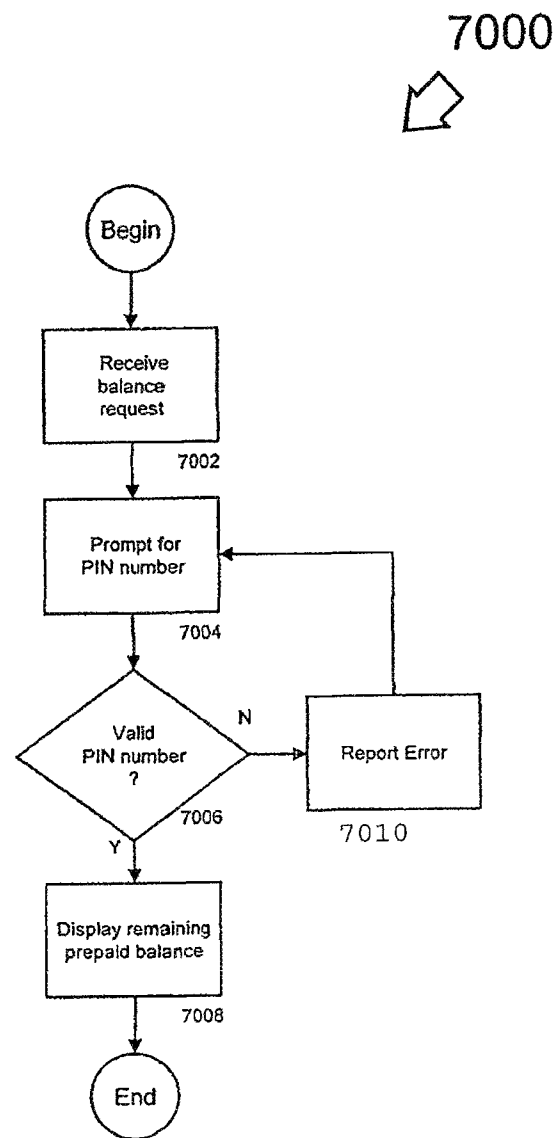 7000
Begin
Receive
balance
request
7002
Prompt for
PIN number
7004
Valid
PIN number
?
N
7006
Y
Report Error
7010
Display remaining
prepaid balance
7008
End